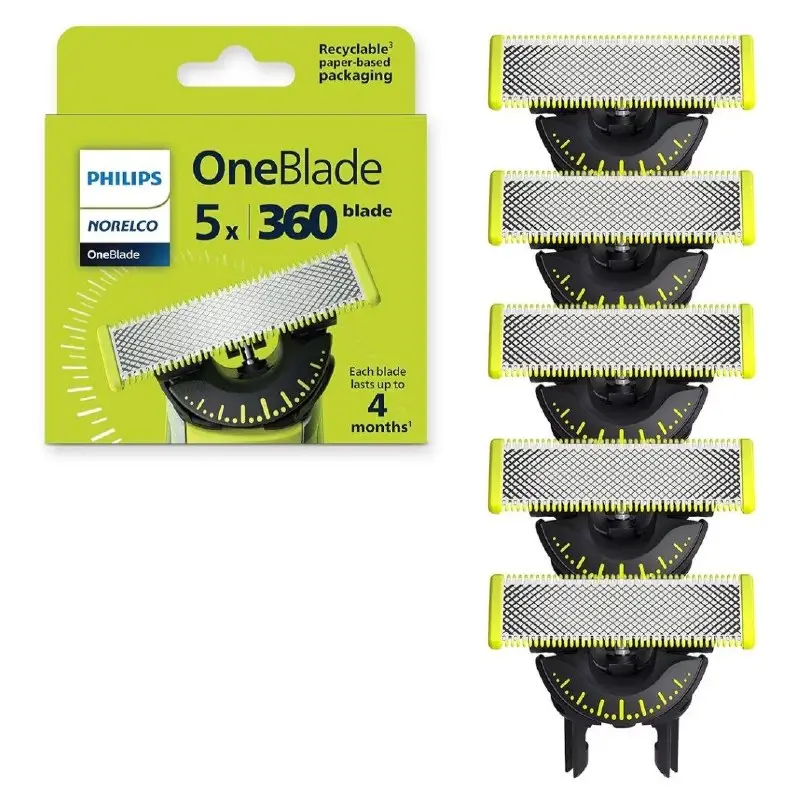 Recyclable³
paper-based
packaging
PHILIPS
NORELCO
OneBlade
OneBlade
5x | 360 blade
Each blade
lasts up to
4
months¹